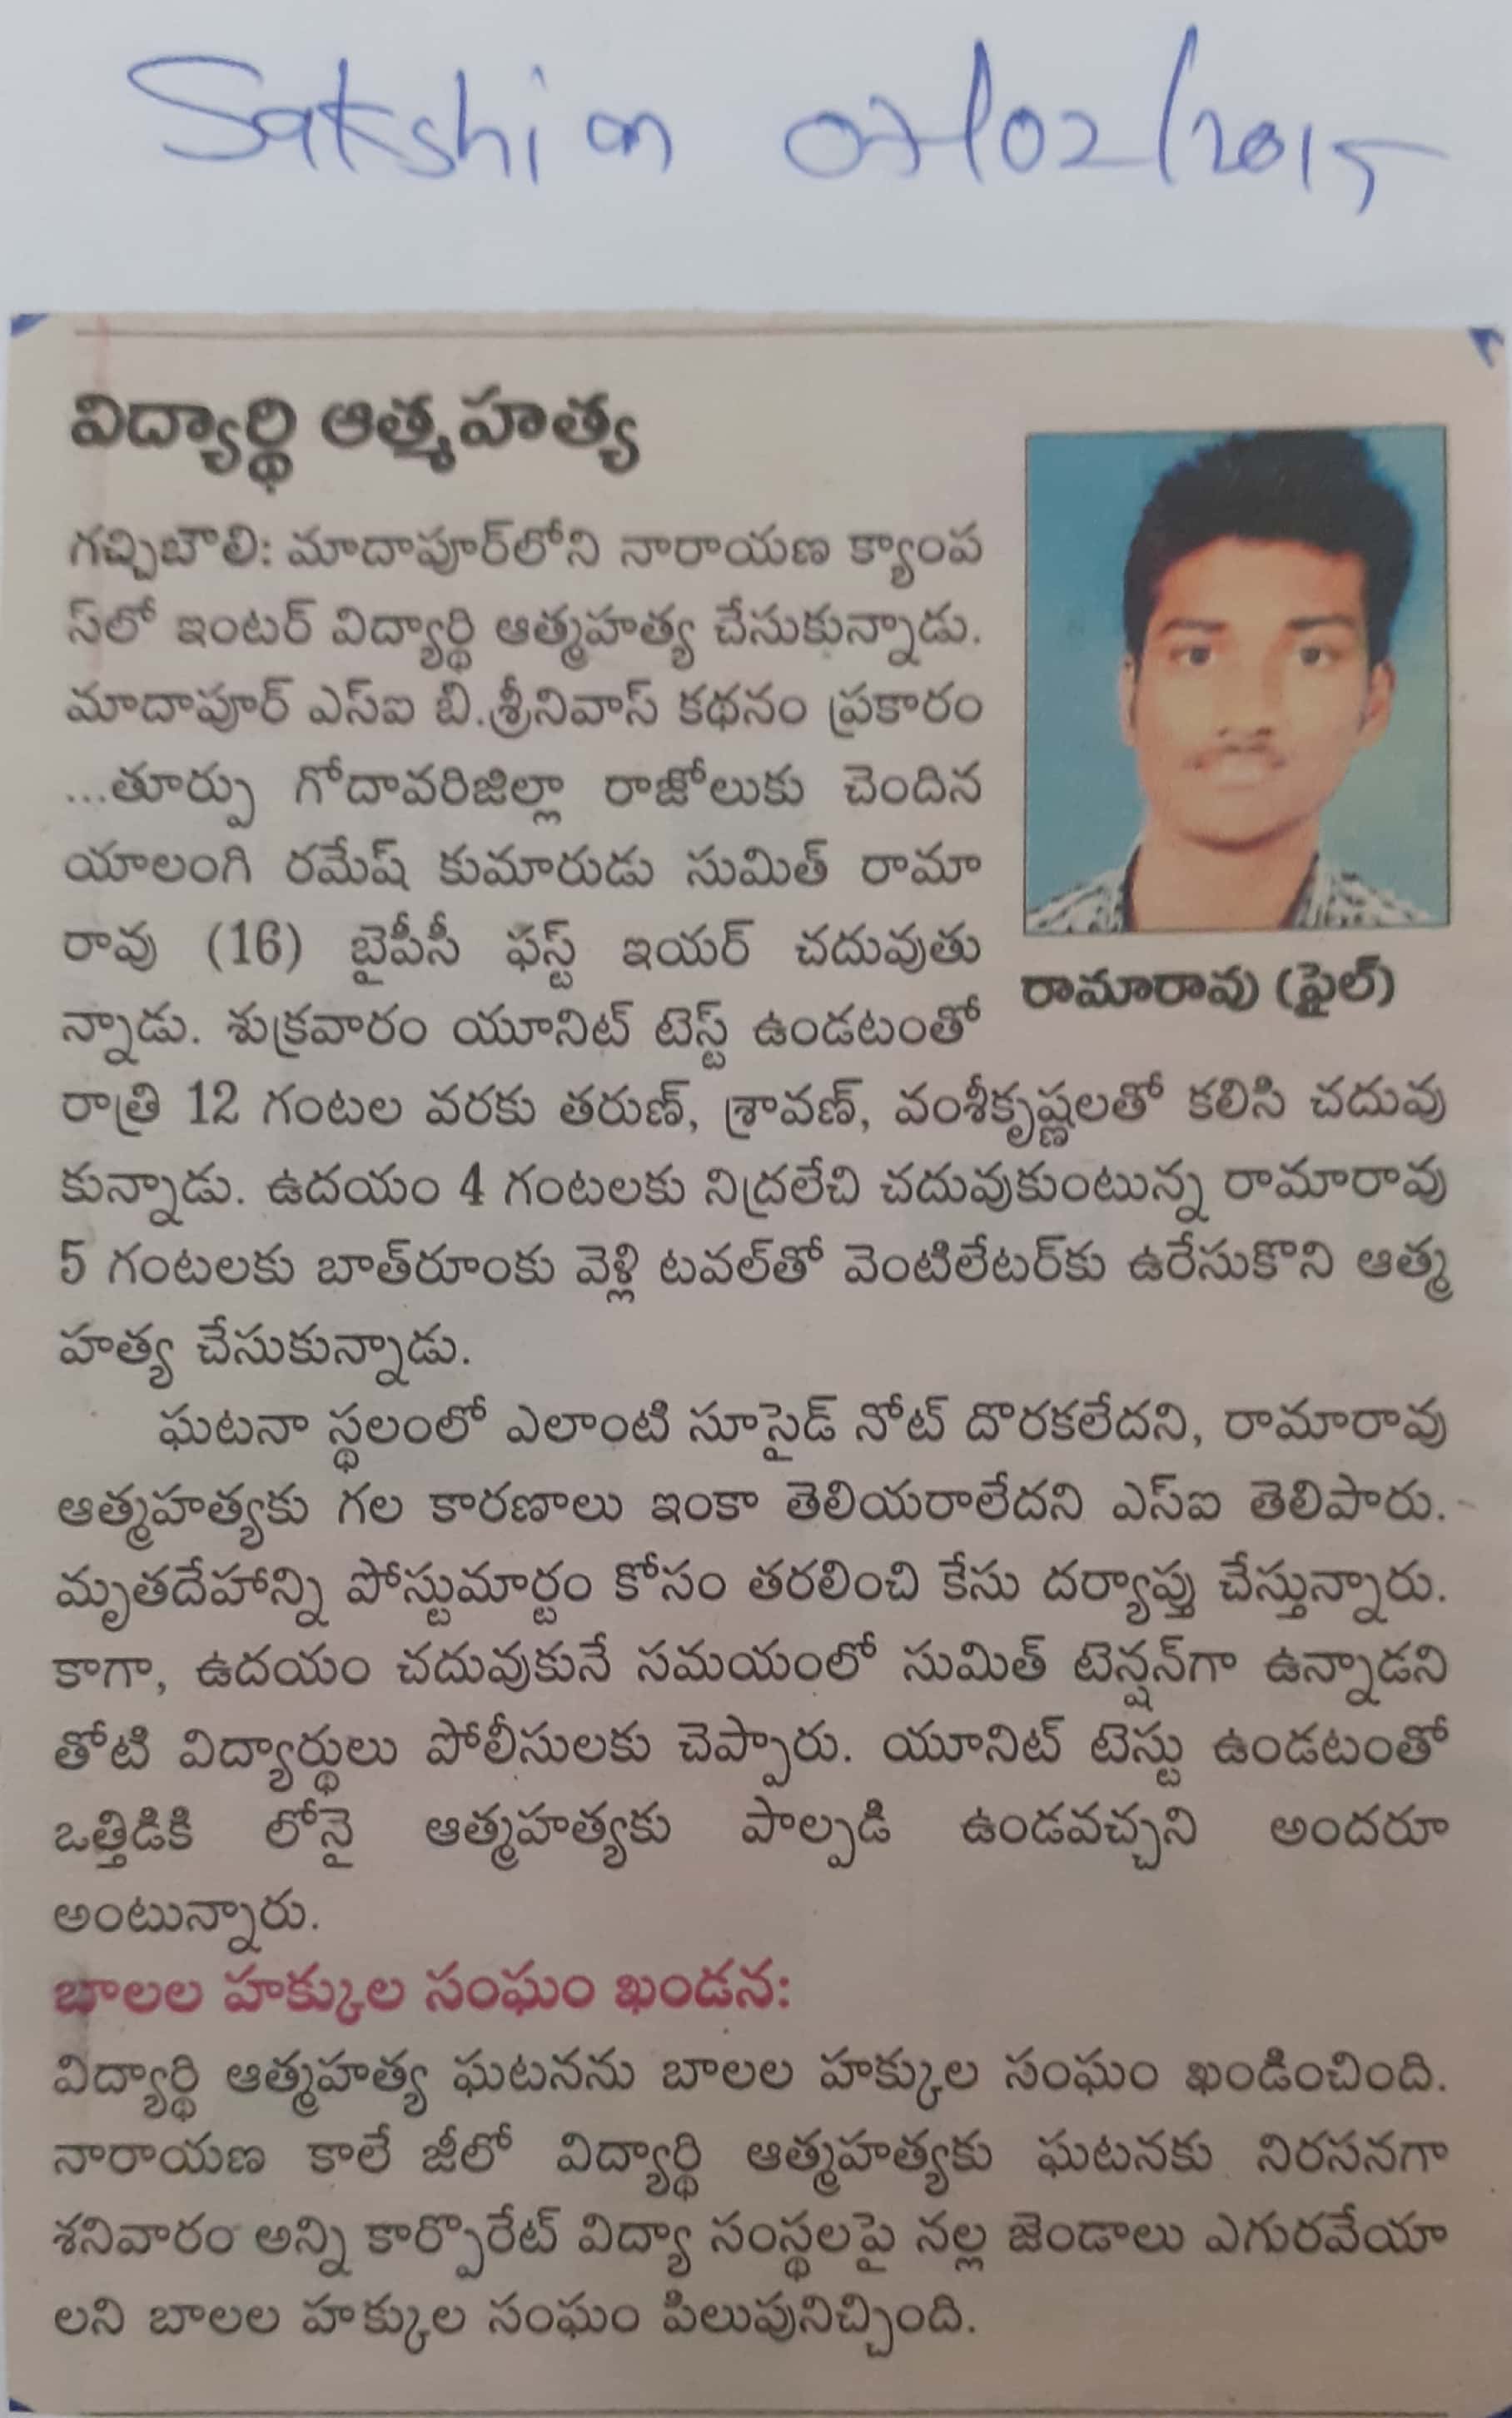 Sakshi on 07/02/2015
విద్యార్థి ఆత్మహత్య
గచ్చిబౌలి: మాదాపూర్‌లోని నారాయణ క్యాంప
స్‌లో ఇంటర్ విద్యార్థి ఆత్మహత్య చేసుకున్నాడు.
మాదాపూర్ ఎస్ఐ బి.శ్రీనివాస్ కథనం ప్రకారం
...తూర్పు గోదావరిజిల్లా రాజోలుకు చెందిన
యాలంగి రమేష్ కుమారుడు సుమిత్ రామా
రావు (16) బైపీసీ ఫస్ట్ ఇయర్ చదువుతు
న్నాడు. శుక్రవారం యూనిట్ టెస్ట్ ఉండటంతో
రామారావు (ఫైల్)
రాత్రి 12 గంటల వరకు తరుణ్, శ్రావణ్, వంశీకృష్ణలతో కలిసి చదువు
కున్నాడు. ఉదయం 4 గంటలకు నిద్రలేచి చదువుకుంటున్న రామారావు
5 గంటలకు బాత్‌రూంకు వెళ్లి టవల్‌తో వెంటిలేటర్‌కు ఉరేసుకొని ఆత్మ
హత్య చేసుకున్నాడు.
ఘటనా స్థలంలో ఎలాంటి సూసైడ్ నోట్ దొరకలేదని, రామారావు
ఆత్మహత్యకు గల కారణాలు ఇంకా తెలియరాలేదని ఎస్ఐ తెలిపారు.
మృతదేహాన్ని పోస్టుమార్టం కోసం తరలించి కేసు దర్యాప్తు చేస్తున్నారు.
కాగా, ఉదయం చదువుకునే సమయంలో సుమిత్ టెన్షన్‌గా ఉన్నాడని
తోటి విద్యార్థులు పోలీసులకు చెప్పారు. యూనిట్ టెస్టు ఉండటంతో
ఒత్తిడికి లోనై ఆత్మహత్యకు పాల్పడి ఉండవచ్చని అందరూ
అంటున్నారు.
బాలల హక్కుల సంఘం ఖండన:
విద్యార్థి ఆత్మహత్య ఘటనను బాలల హక్కుల సంఘం ఖండించింది.
నారాయణ కాలే జీలో విద్యార్థి ఆత్మహత్యకు ఘటనకు నిరసనగా
శనివారం అన్ని కార్పొరేట్ విద్యా సంస్థలపై నల్ల జెండాలు ఎగురవేయా
లని బాలల హక్కుల సంఘం పిలుపునిచ్చింది.